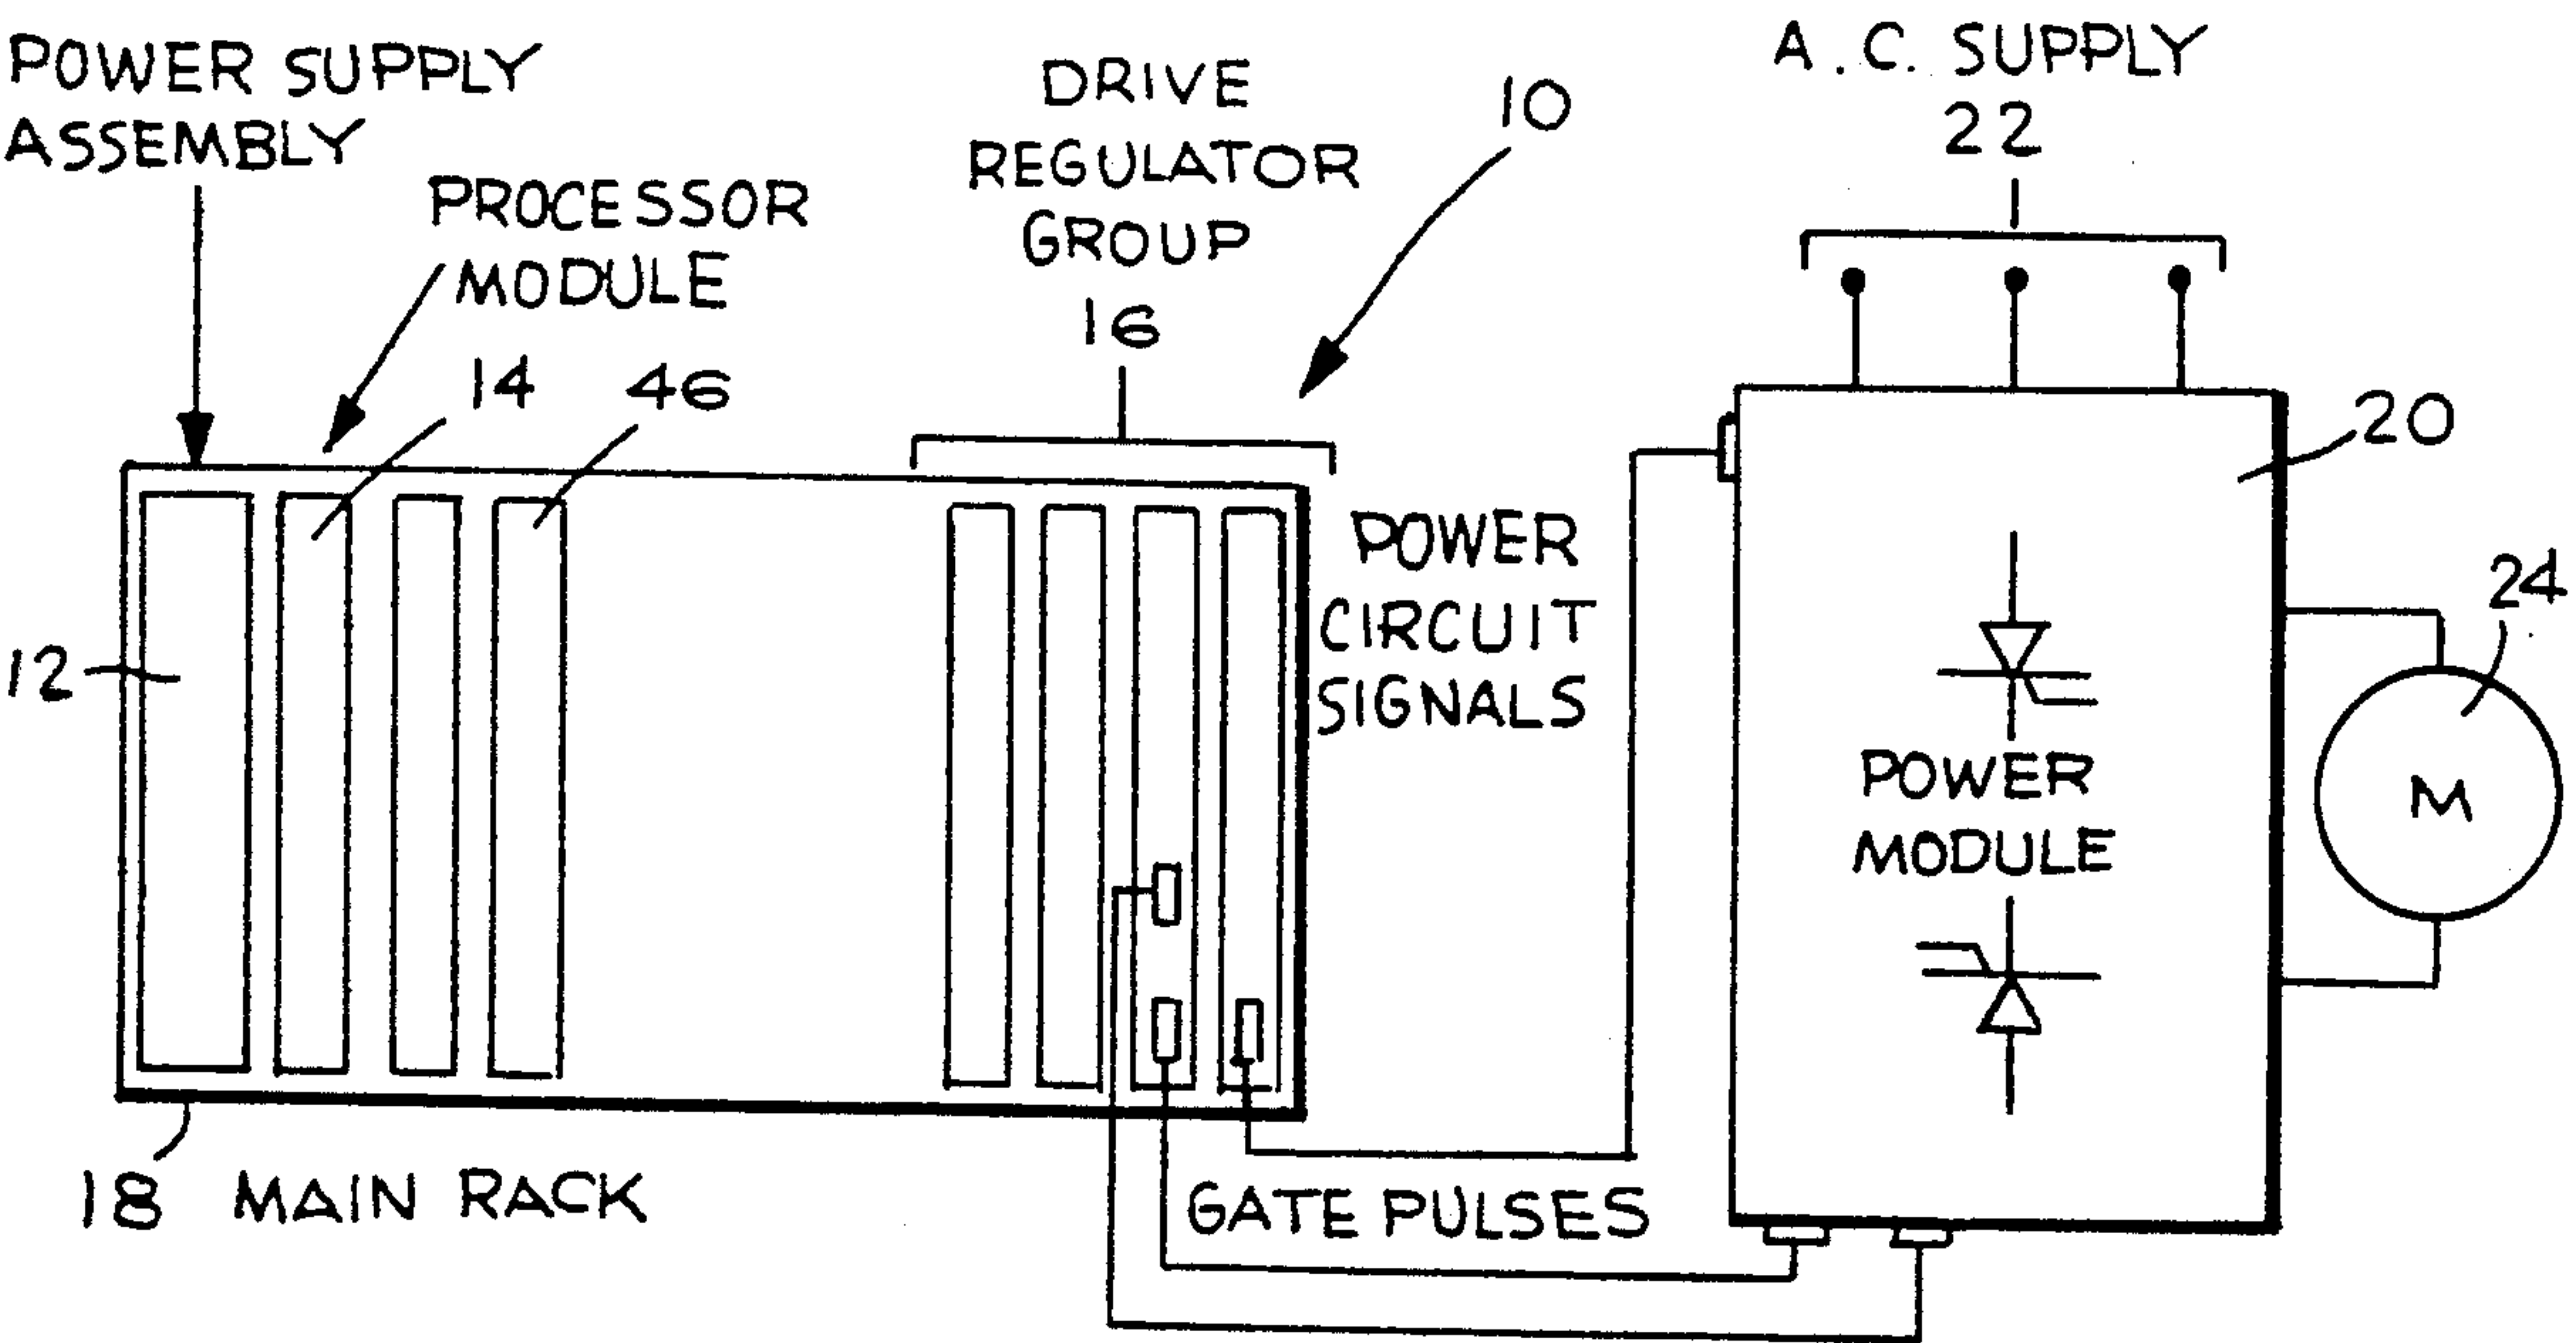 POWER SUPPLY
ASSEMBLY
PROCESSOR
MODULE
14
46
DRIVE
REGULATOR
GROUP
16
10
A.C. SUPPLY
22
20
24
12
POWER
CIRCUIT
SIGNALS
POWER
MODULE
M
18 MAIN RACK
GATE PULSES